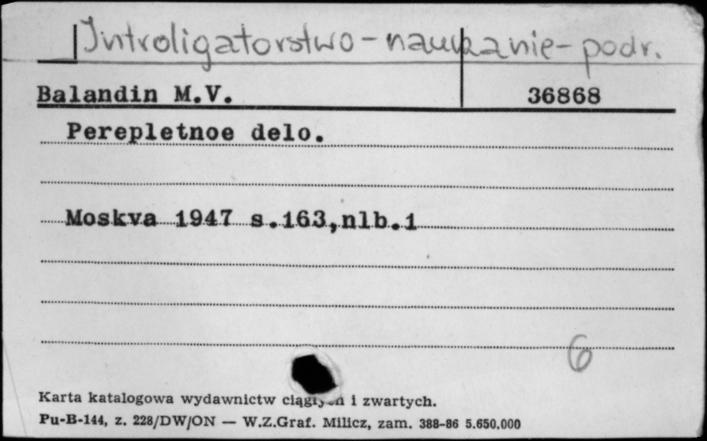 Introligatorstwo - nauczanie - podr.
Balandin M.V. 36868
Perepletnoe delo.
Moskva 1947 s.163,nlb.1
6
Karta katalogowa wydawnictw ciągłych i zwartych.
Pu-B-144, z. 228/DW/ON — W.Z.Graf. Milicz, zam. 388-86 5.650.000